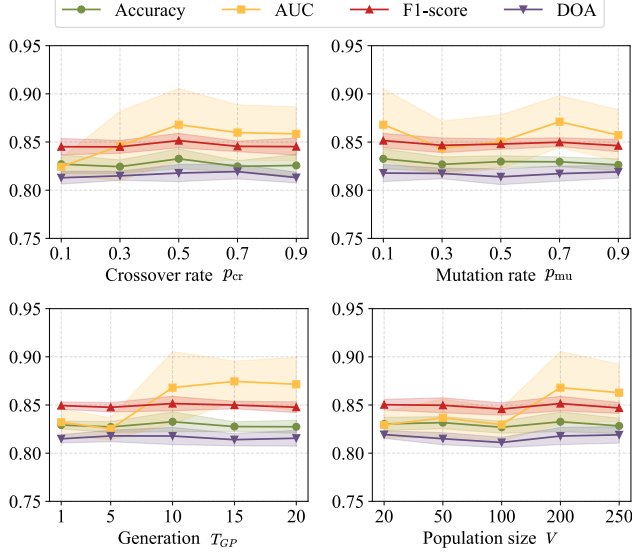 Accuracy AUC F1-score DOA
0.95 0.95
0.90 0.90
0.85 0.85
0.80 0.80
0.75 0.75
0.1 0.3 0.5 0.7 0.9 0.1 0.3 0.5 0.7 0.9
Crossover rate p_cr Mutation rate p_mu
0.95 0.95
0.90 0.90
0.85 0.85
0.80 0.80
0.75 0.75
1 5 10 15 20 20 50 100 200 250
Generation T_GP Population size V